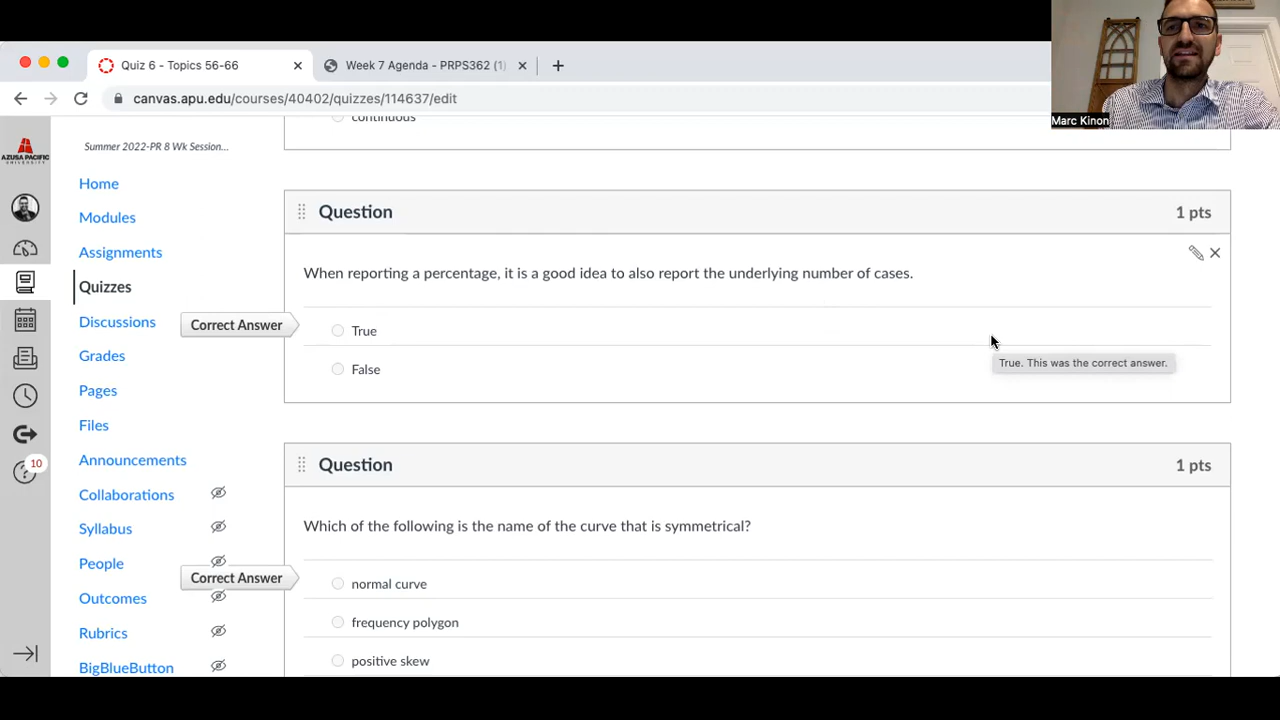 Quiz 6 - Topics 56-66
Week 7 Agenda - PRPS362 (1)
canvas.apu.edu/courses/40402/quizzes/114637/edit
Marc Kinon
AZUSA PACIFIC
UNIVERSITY
Summer 2022-PR 8 Wk Session...
continuous
Home
Modules
Assignments
Quizzes
Discussions
Grades
Pages
Files
Announcements
Collaborations
Syllabus
People
Outcomes
Rubrics
BigBlueButton
10
Question
1 pts
When reporting a percentage, it is a good idea to also report the underlying number of cases.
Correct Answer
True
True. This was the correct answer.
False
Question
1 pts
Which of the following is the name of the curve that is symmetrical?
Correct Answer
normal curve
frequency polygon
positive skew